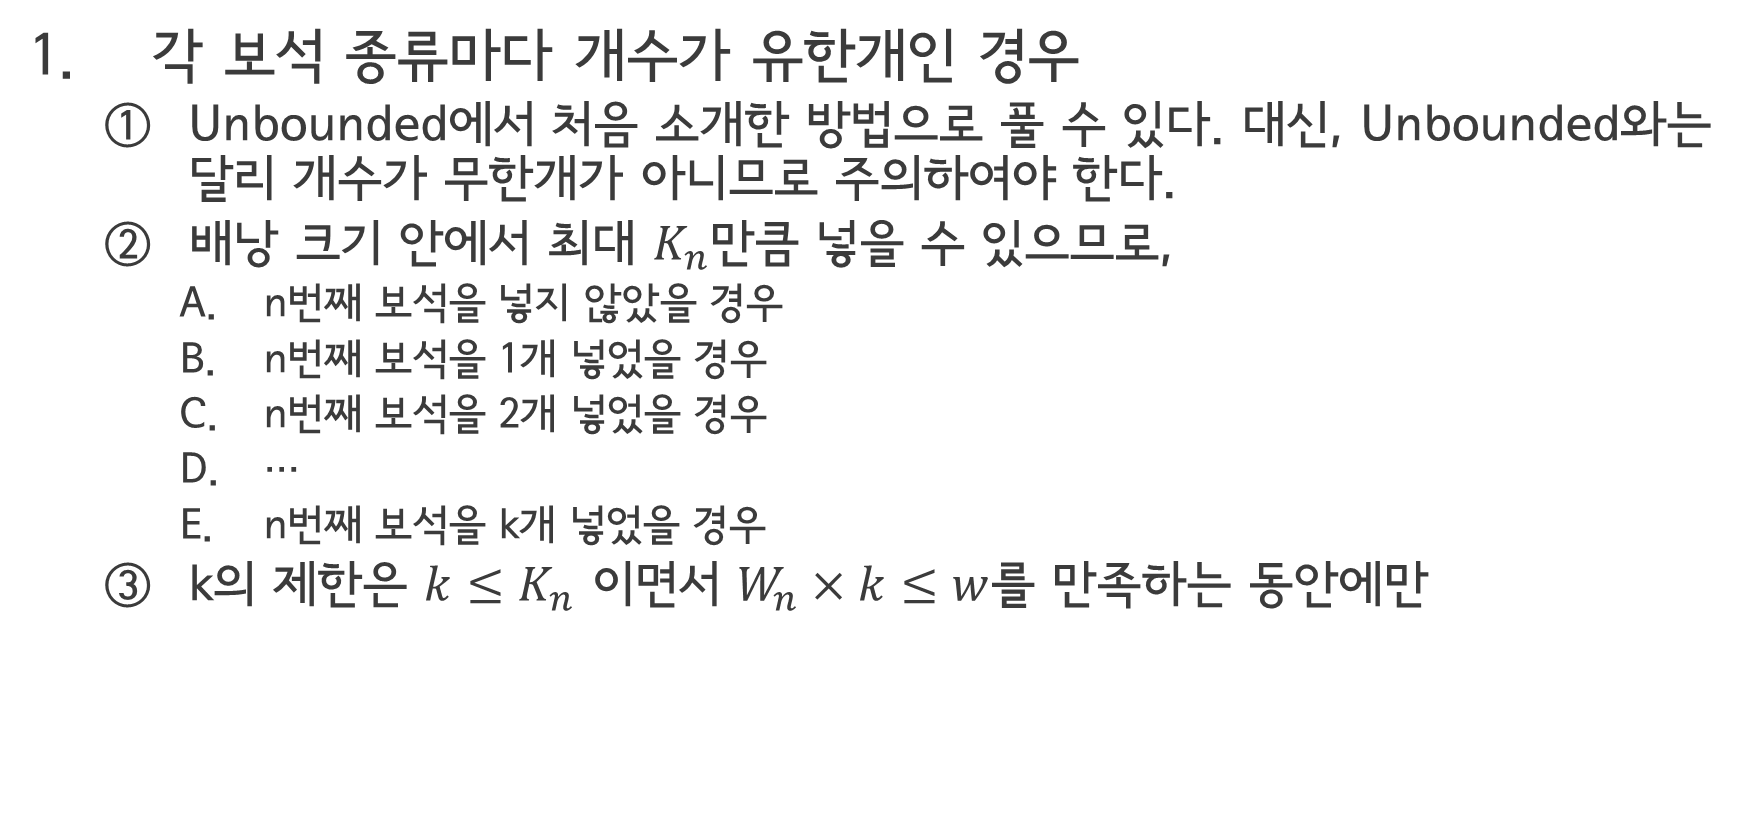 1. 각 보석 종류마다 개수가 유한개인 경우
① Unbounded에서 처음 소개한 방법으로 풀 수 있다. 대신, Unbounded와는
달리 개수가 무한개가 아니므로 주의하여야 한다.
② 배낭 크기 안에서 최대 $K_n$만큼 넣을 수 있으므로,
A. n번째 보석을 넣지 않았을 경우
B. n번째 보석을 1개 넣었을 경우
C. n번째 보석을 2개 넣었을 경우
D. …
E. n번째 보석을 k개 넣었을 경우
③ k의 제한은 $k \leq K_n$ 이면서 $W_n \times k \leq w$를 만족하는 동안에만